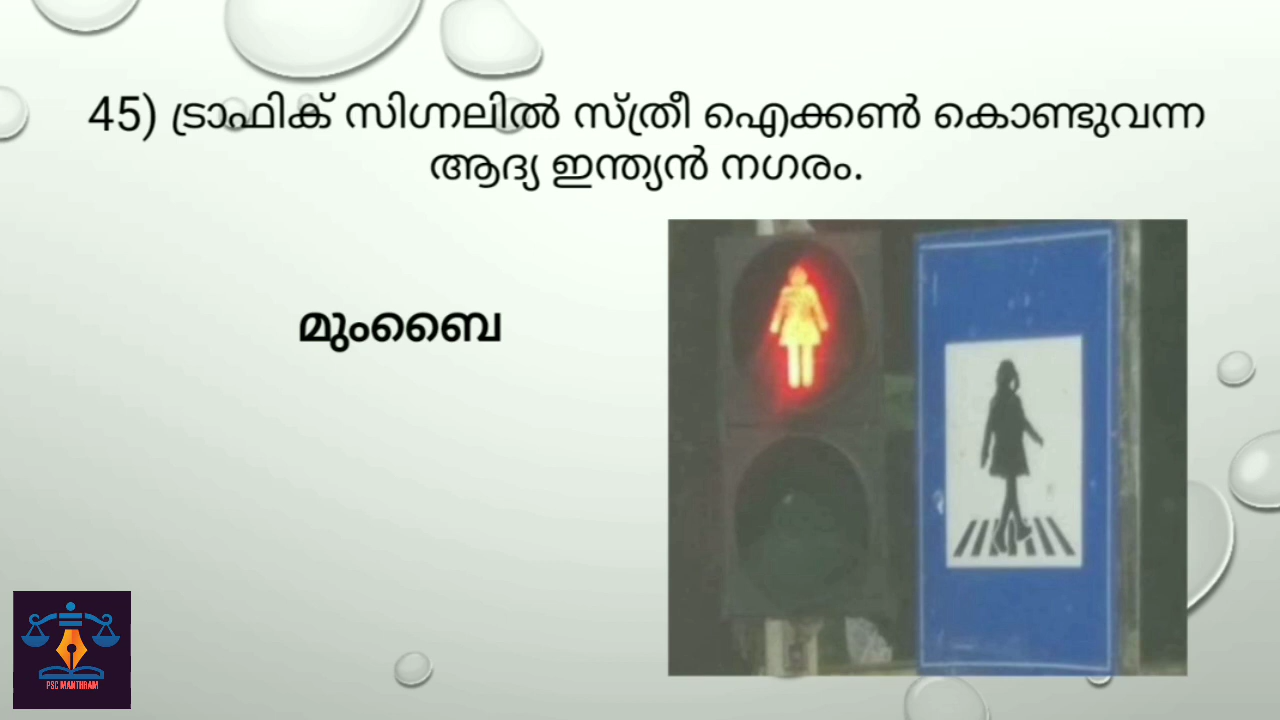 45) ട്രാഫിക് സിഗ്നലിൽ സ്ത്രീ ഐക്കൺ കൊണ്ടുവന്ന
ആദ്യ ഇന്ത്യൻ നഗരം.
മുംബൈ
PSC MANTHRAM